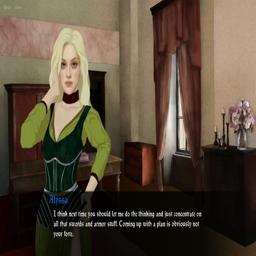 Alyssa
I think next time you should let me do the thinking and just concentrate on
all that swords and armor stuff. Coming up with a plan is obviously not
your forte.